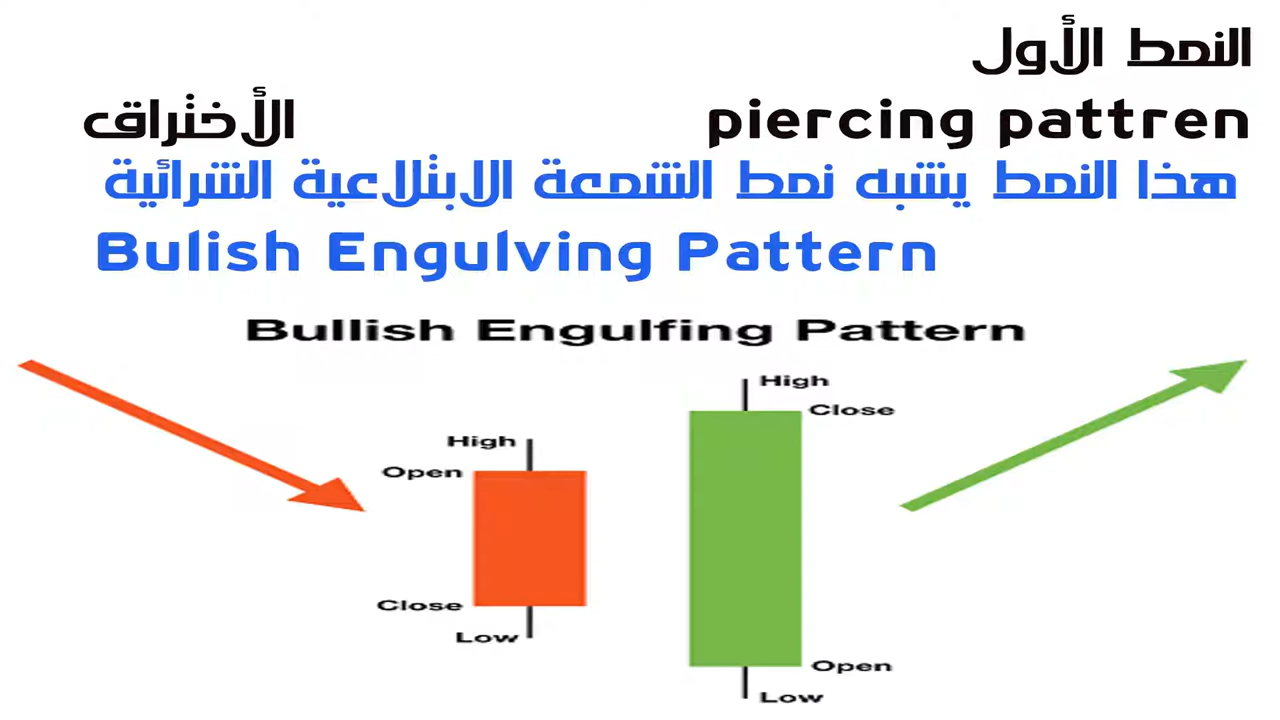 النمط الأول
piercing pattren الأختراق
هذا النمط يشبه نمط الشمعة الابتلاعية الشرائية
Bulish Engulving Pattern
Bullish Engulfing Pattern
High
Close
High
Open
Close
Low
Open
Low